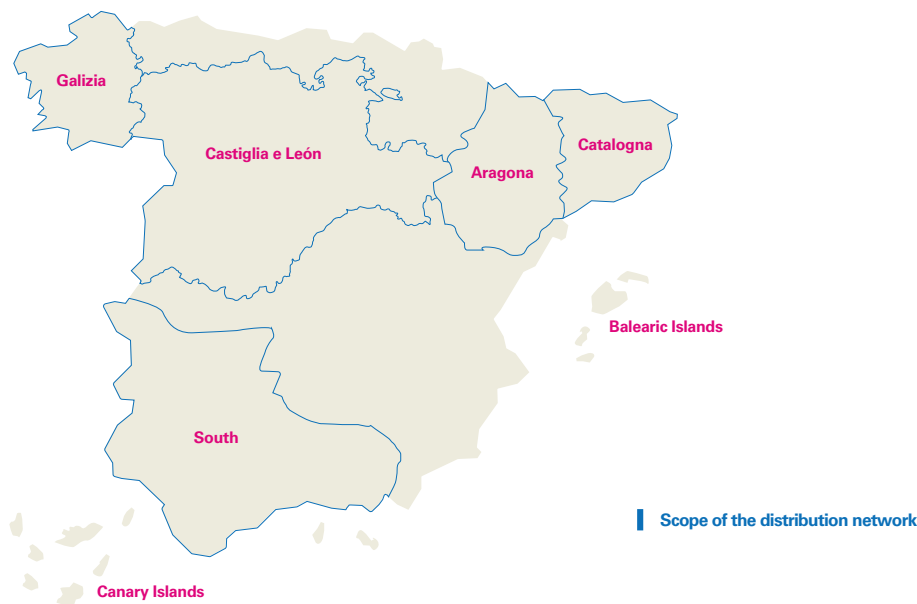 Galizia
Castiglia e León
Aragona
Catalogna
Balearic Islands
South
Scope of the distribution network
Canary Islands